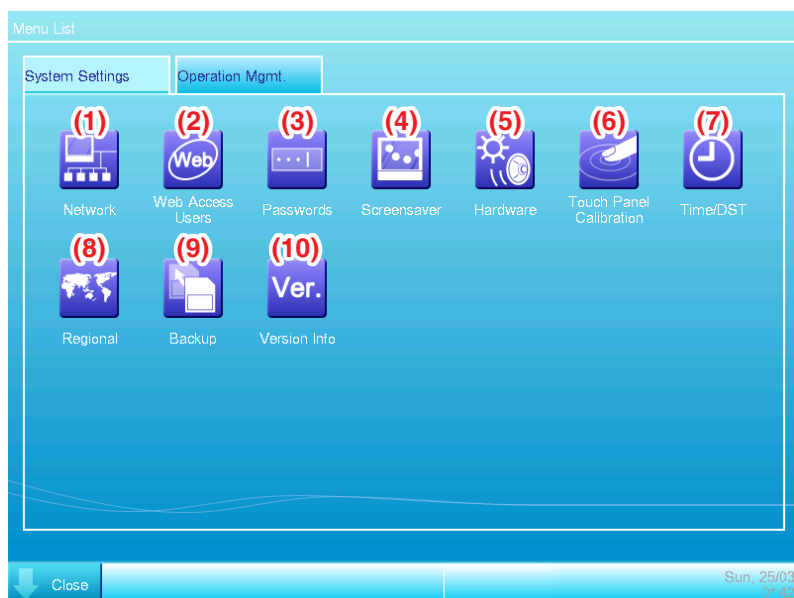 Menu List
System Settings
Operation Mgmt.
(1)
(2)
(3)
(4)
(5)
(6)
(7)
Web
Network
Web Access
Users
Passwords
Screensaver
Hardware
Touch Panel
Calibration
Time/DST
(8)
(9)
(10)
Ver.
Regional
Backup
Version Info
Close
Sun, 25/03
01:42